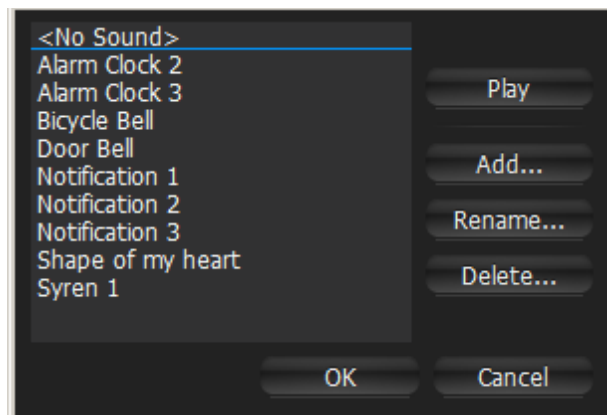 <No Sound>
Alarm Clock 2
Alarm Clock 3
Bicycle Bell
Door Bell
Notification 1
Notification 2
Notification 3
Shape of my heart
Syren 1
Play
Add...
Rename...
Delete...
OK
Cancel